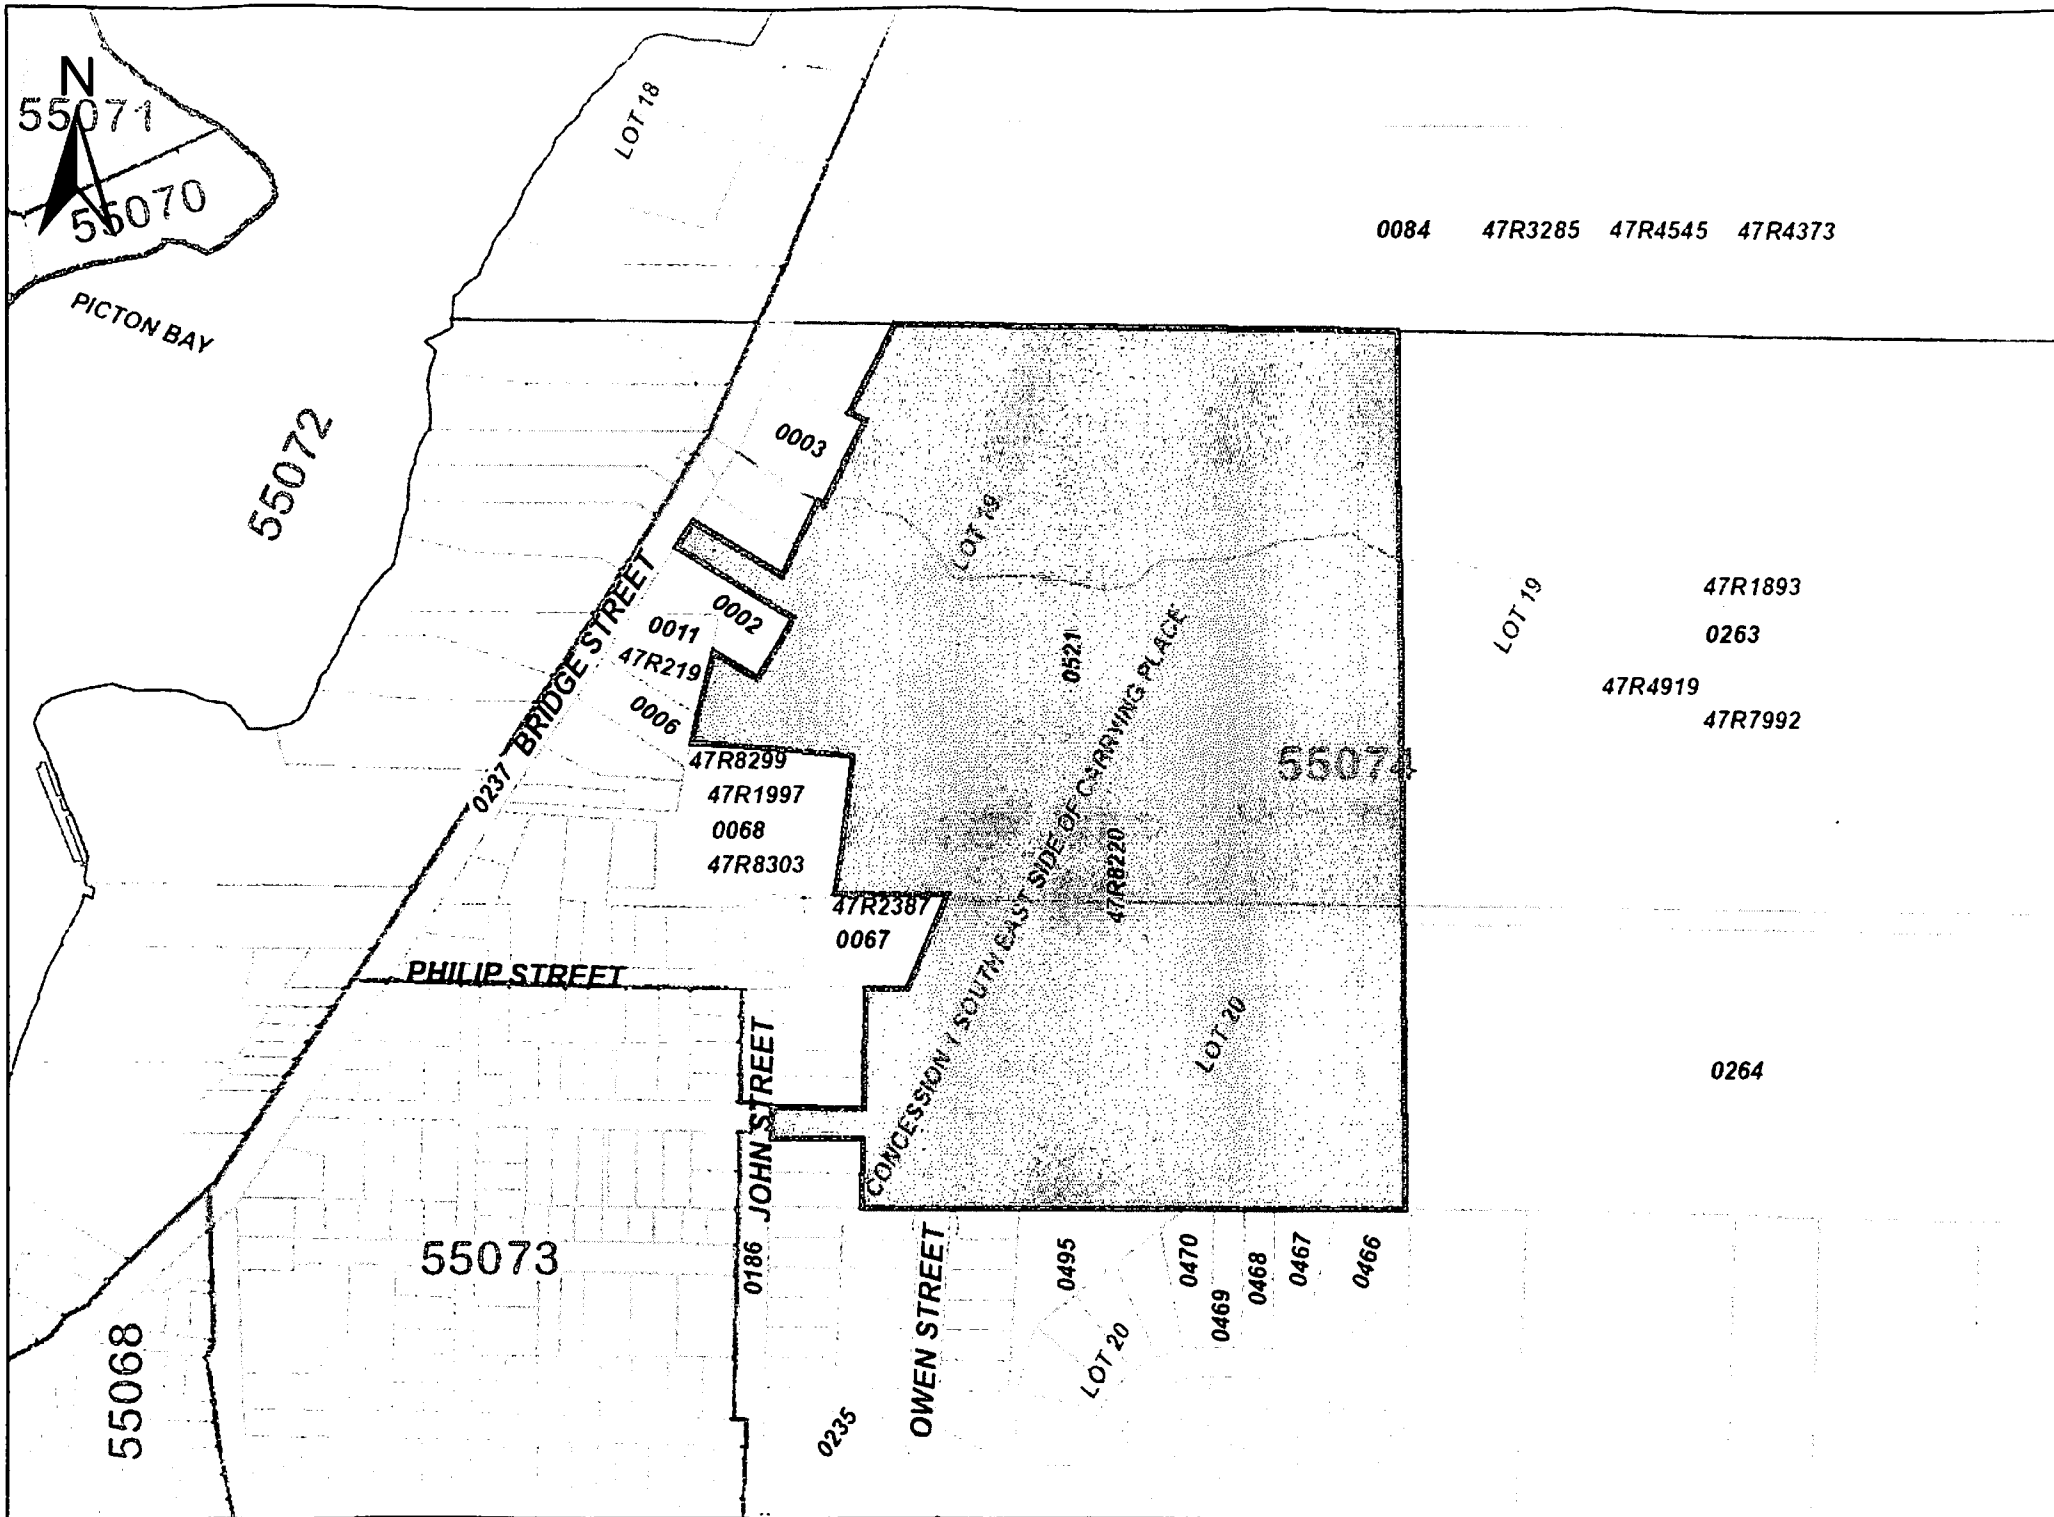 N
55071
55070
PICTON BAY
LOT 18
0084 47R3285 47R4545 47R4373
55072
0003
LOT 19
BRIDGE STREET
0237
0002
0011
47R219
0006
0521
LOT 19
47R1893
0263
47R4919
47R7992
47R8299
47R1997
0068
47R8303
55074
CONCESSION 1 SOUTH EAST SIDE OF CARRYING PLACE
47R8220
47R2387
0067
PHILIP STREET
LOT 20
0264
JOHN STREET
0186
55073
55068
OWEN STREET
0235
0495
LOT 20
0470
0469
0468
0467
0466